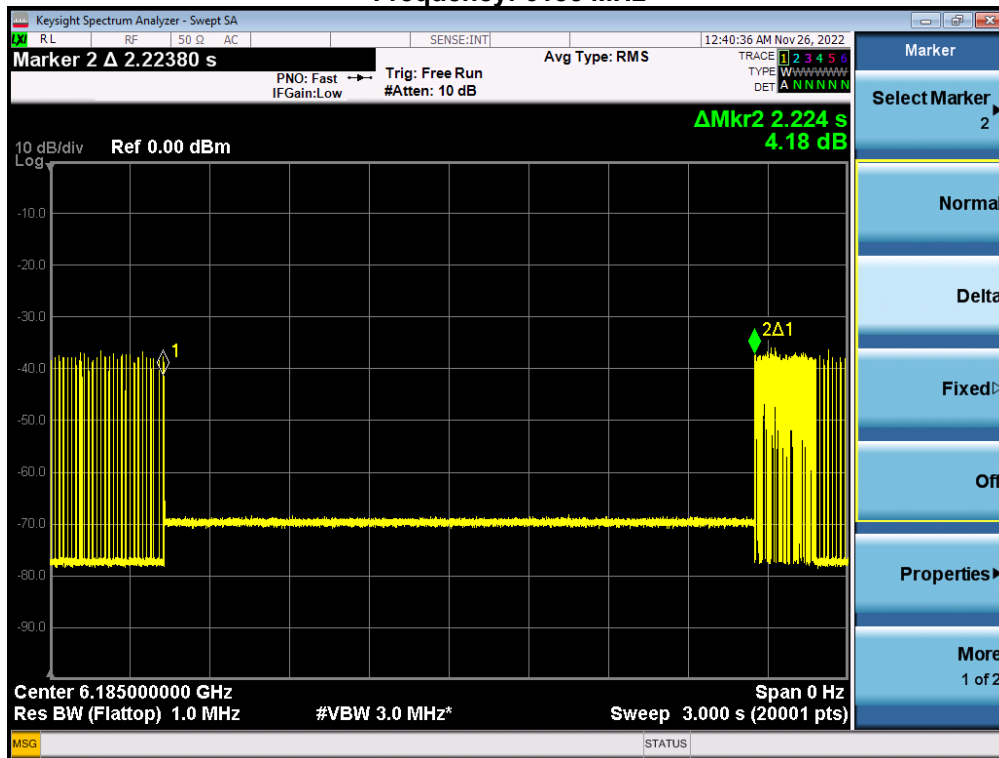 Keysight Spectrum Analyzer - Swept SA
LXI RL RF 50 Ω AC SENSE:INT 12:40:36 AM Nov 26, 2022
Marker 2 Δ 2.22380 s
Avg Type: RMS
TRACE 1 2 3 4 5 6
TYPE WWWWWW
DET A N N N N N
PNO: Fast
IFGain:Low
Trig: Free Run
#Atten: 10 dB
ΔMkr2 2.224 s
4.18 dB
10 dB/div Ref 0.00 dBm
Log
-10.0
-20.0
-30.0
-40.0
-50.0
-60.0
-70.0
-80.0
-90.0
1
2Δ1
Center 6.185000000 GHz Span 0 Hz
Res BW (Flattop) 1.0 MHz #VBW 3.0 MHz* Sweep 3.000 s (20001 pts)
MSG STATUS
Marker
Select Marker
2
Normal
Delta
Fixed
Off
Properties
More
1 of 2